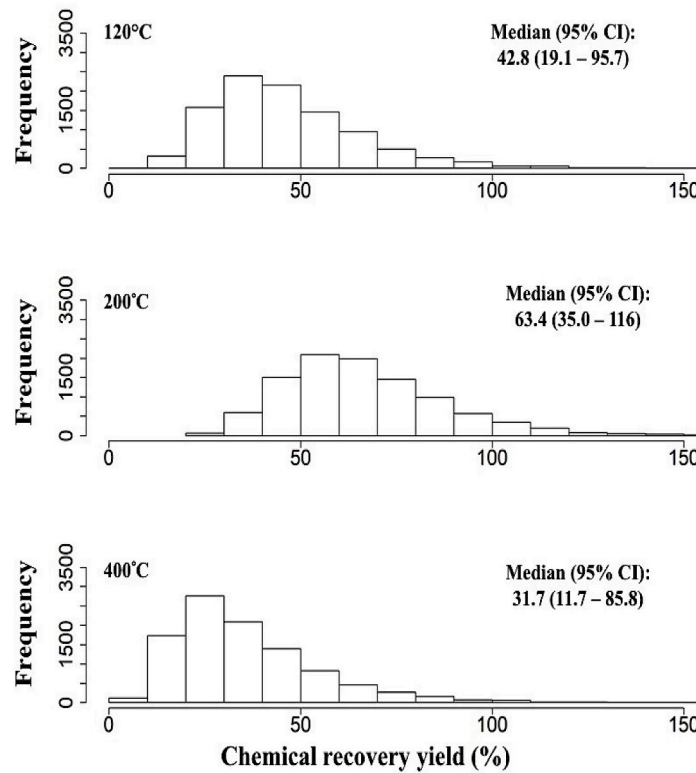 120°C
Median (95% CI):
42.8 (19.1 – 95.7)
Frequency
3500
1500
0
0 50 100 150
200°C
Median (95% CI):
63.4 (35.0 – 116)
Frequency
3500
1500
0
0 50 100 150
400°C
Median (95% CI):
31.7 (11.7 – 85.8)
Frequency
3500
1500
0
0 50 100 150
Chemical recovery yield (%)